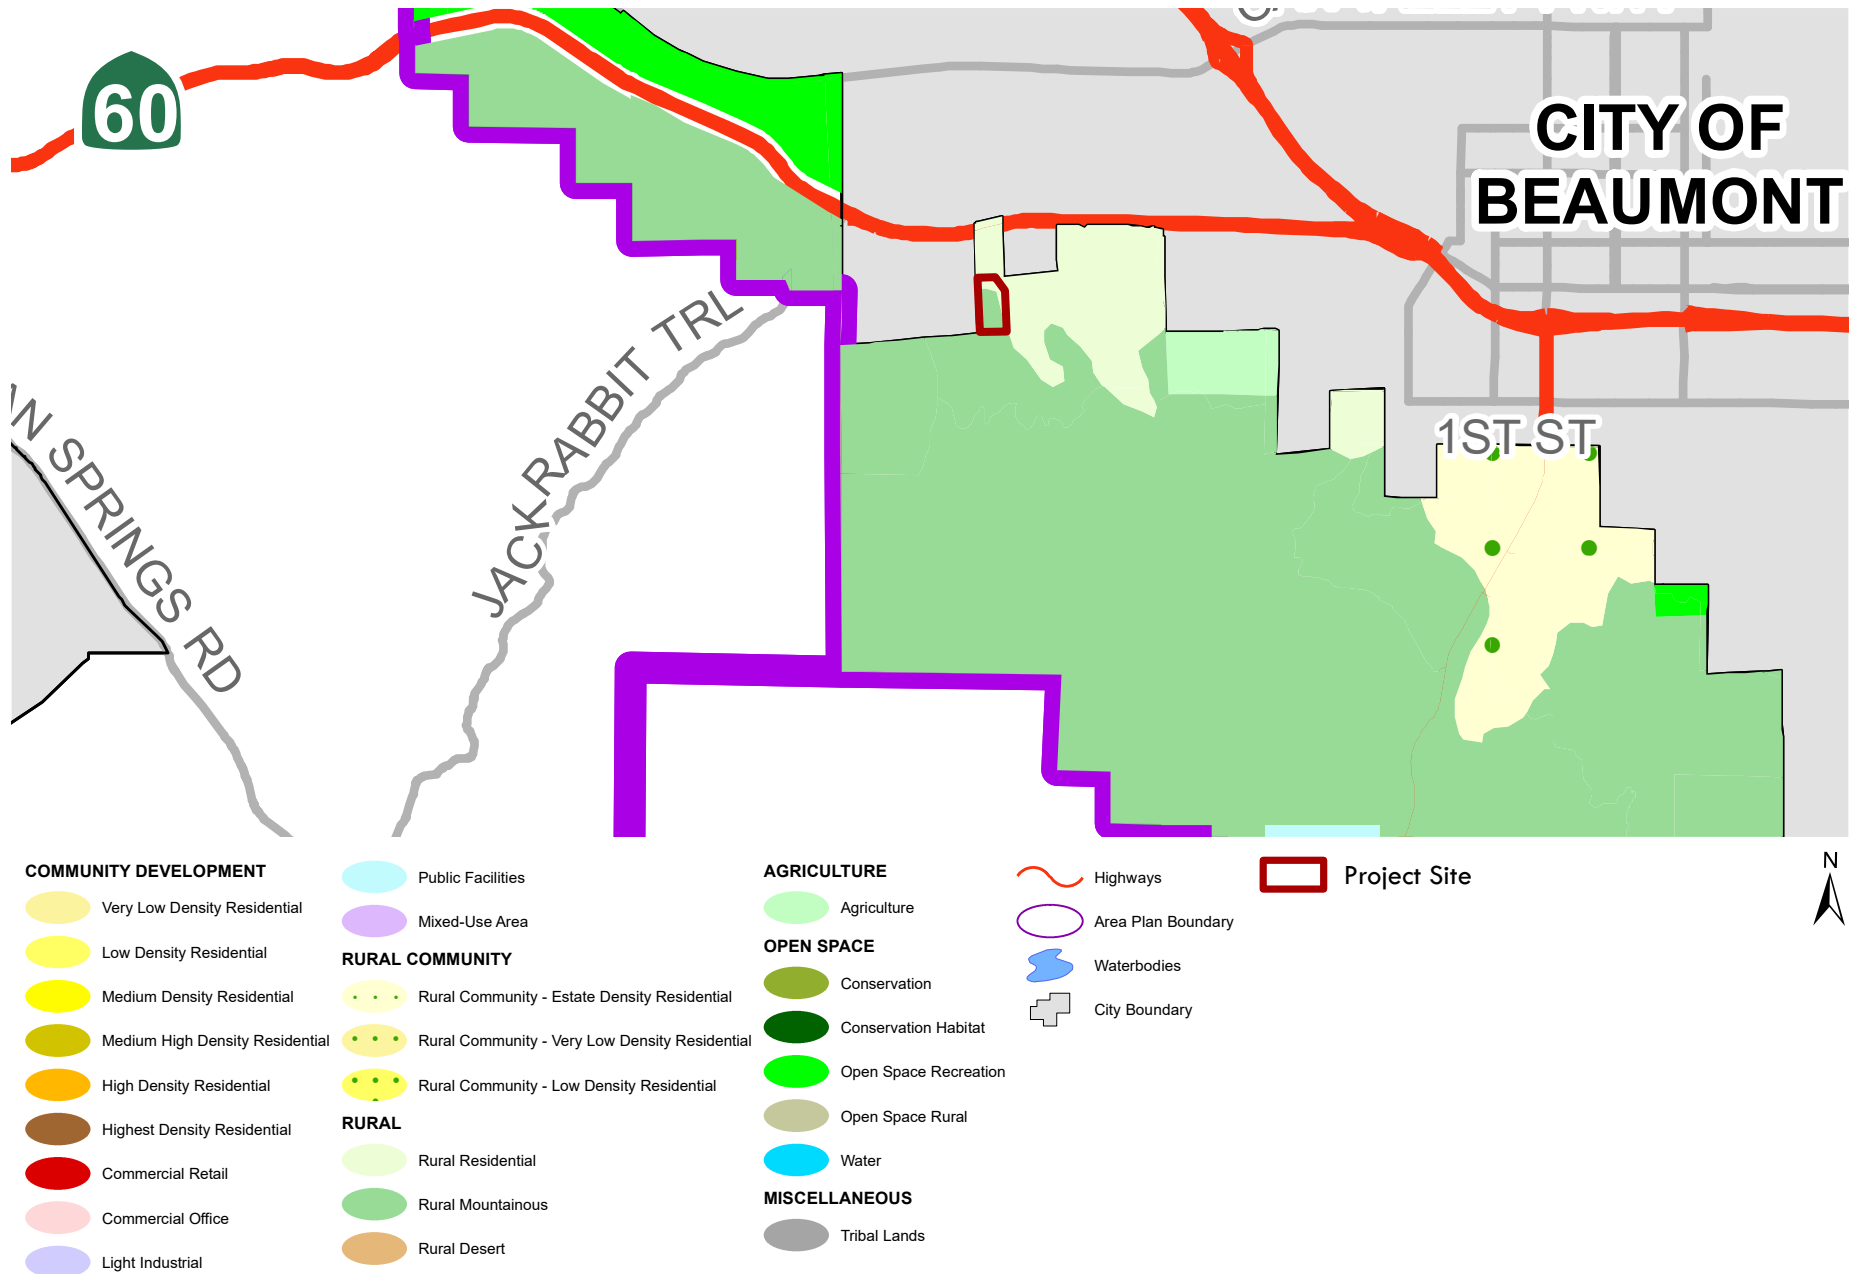 60
CITY OF
BEAUMONT
JACK RABBIT TRL
N SPRINGS RD
1ST ST
COMMUNITY DEVELOPMENT
Very Low Density Residential
Low Density Residential
Medium Density Residential
Medium High Density Residential
High Density Residential
Highest Density Residential
Commercial Retail
Commercial Office
Light Industrial
Public Facilities
Mixed-Use Area
RURAL COMMUNITY
Rural Community - Estate Density Residential
Rural Community - Very Low Density Residential
Rural Community - Low Density Residential
RURAL
Rural Residential
Rural Mountainous
Rural Desert
AGRICULTURE
Agriculture
OPEN SPACE
Conservation
Conservation Habitat
Open Space Recreation
Open Space Rural
Water
MISCELLANEOUS
Tribal Lands
Highways
Area Plan Boundary
Waterbodies
City Boundary
Project Site
N